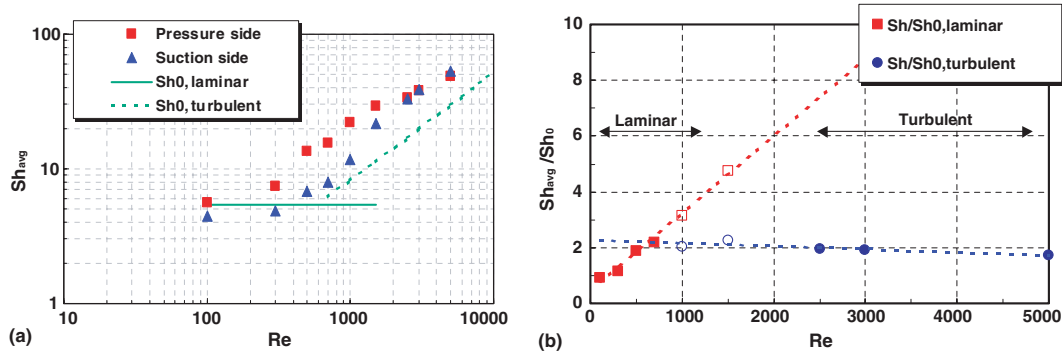 Pressure side
Suction side
Sh0, laminar
Sh0, turbulent
100
10
1
Shavg
10 100 1000 10000
Re
(a)
Sh/Sh0,laminar
Sh/Sh0,turbulent
10
8
6
4
2
0
Shavg/Sh0
Laminar
Turbulent
0 1000 2000 3000 4000 5000
Re
(b)